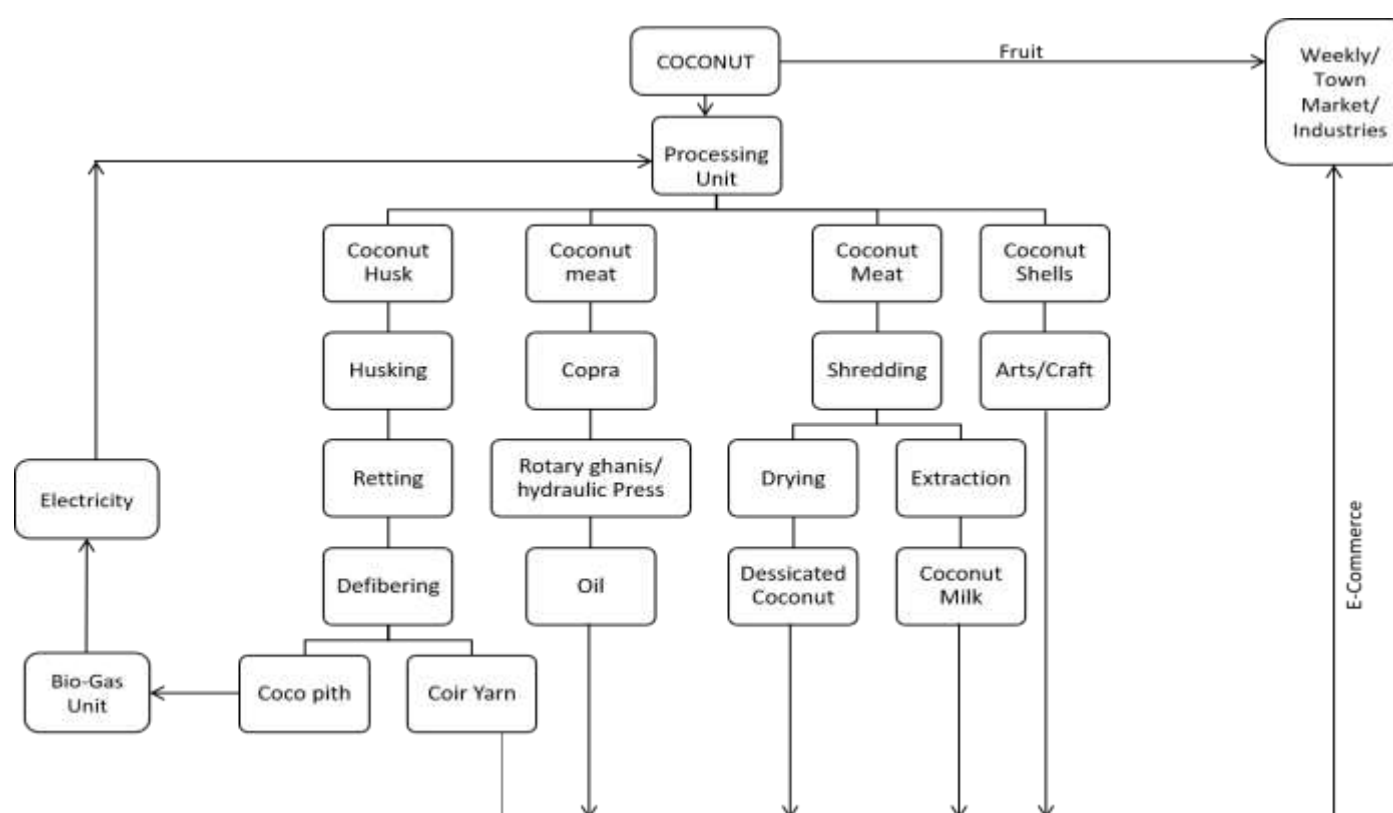 COCONUT
Fruit
Weekly/
Town
Market/
Industries
Processing
Unit
Coconut
Husk
Coconut
meat
Coconut
Meat
Coconut
Shells
Husking
Copra
Shredding
Arts/Craft
Retting
Rotary ghanis/
hydraulic Press
Drying
Extraction
Electricity
Defibering
Oil
Dessicated
Coconut
Coconut
Milk
E-Commerce
Bio-Gas
Unit
Coco pith
Coir Yarn